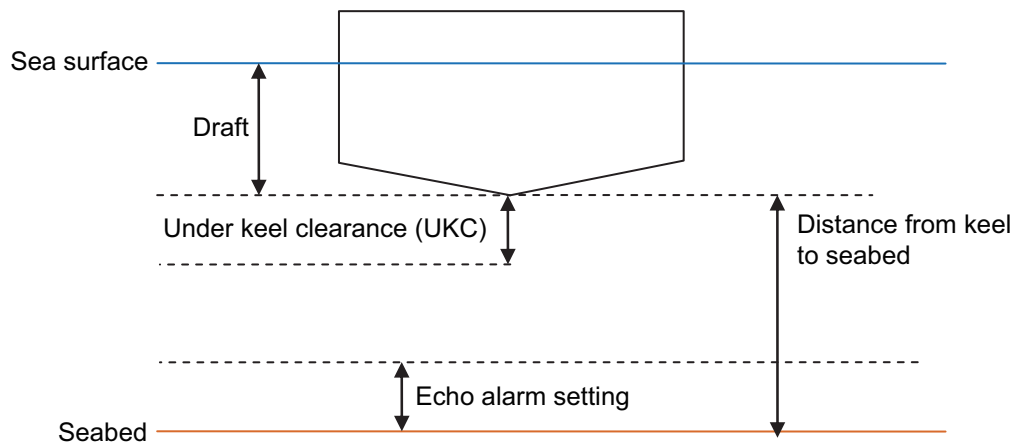 Sea surface
Draft
Under keel clearance (UKC)
Distance from keel
to seabed
Echo alarm setting
Seabed